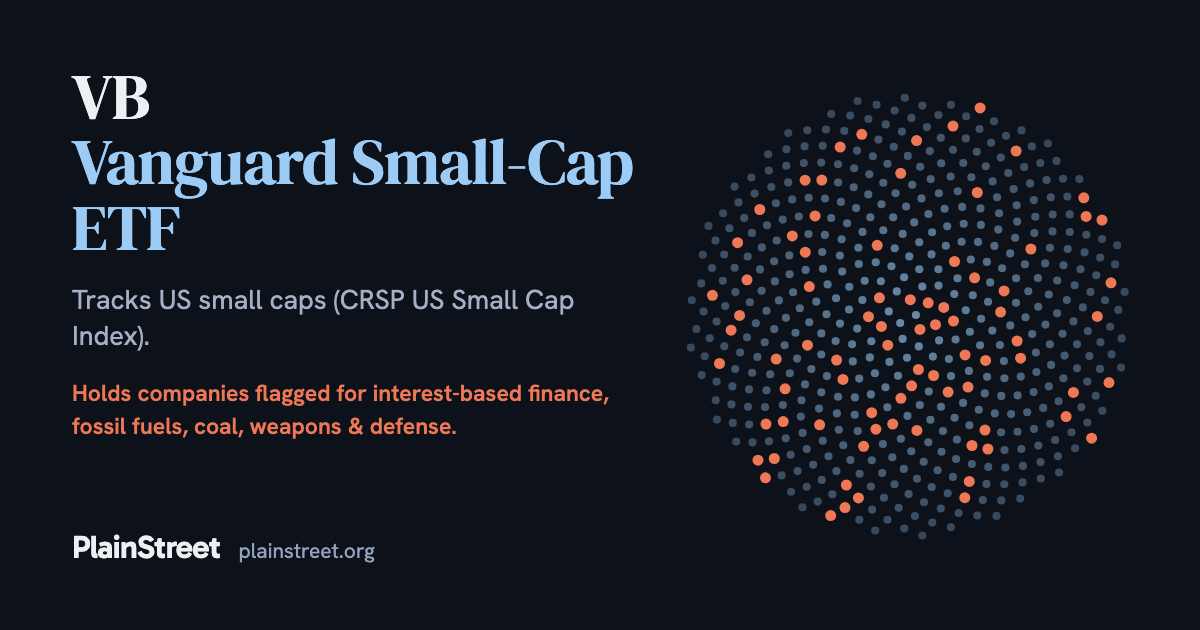 VB
Vanguard Small-Cap
ETF
Tracks US small caps (CRSP US Small Cap
Index).
Holds companies flagged for interest-based finance,
fossil fuels, coal, weapons & defense.
PlainStreet plainstreet.org